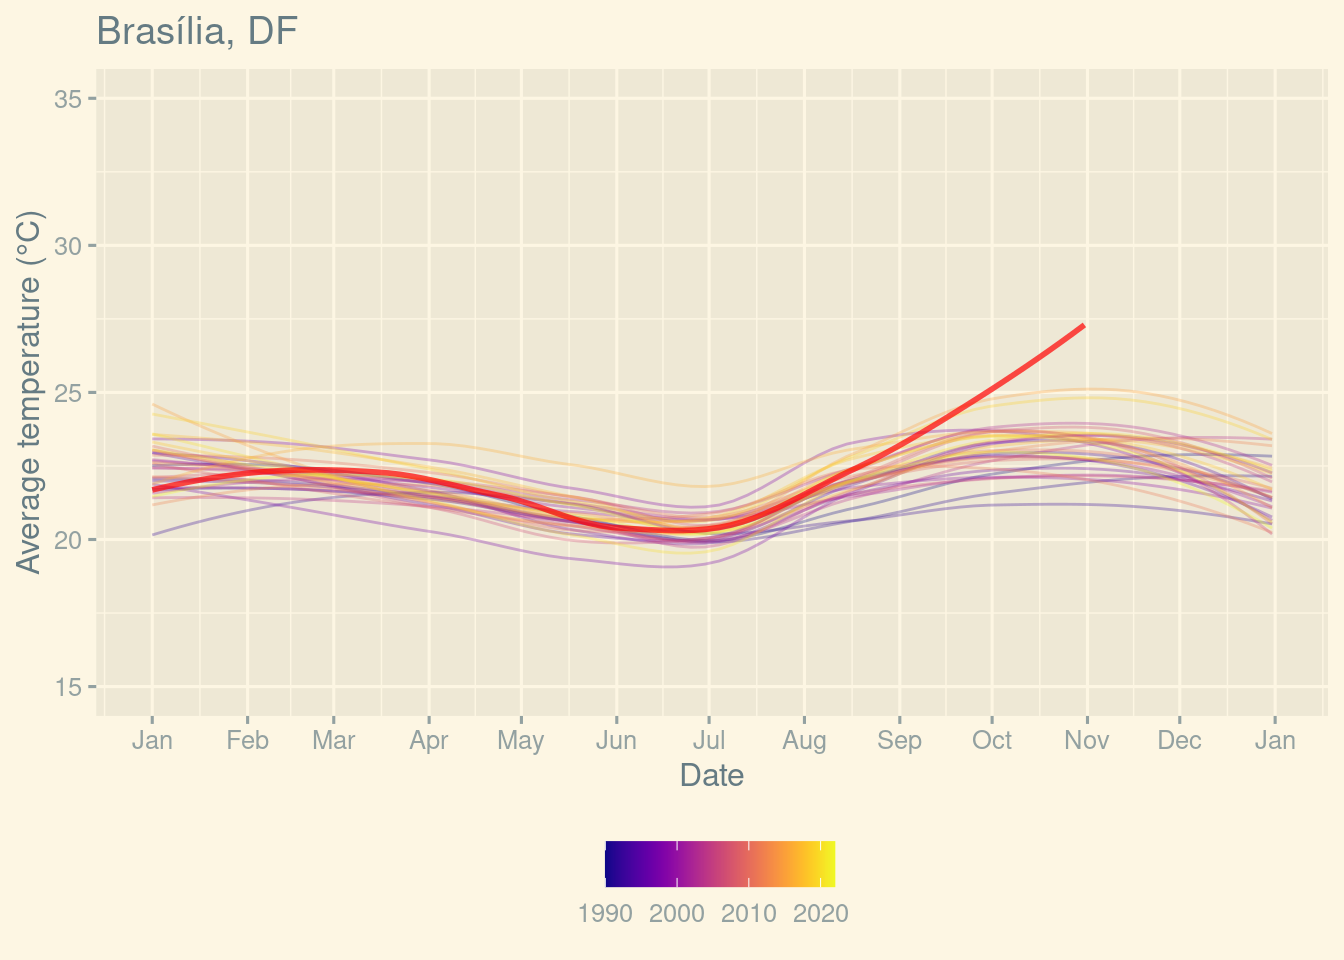 Brasília, DF
Average temperature (°C)
35
30
25
20
15
Jan Feb Mar Apr May Jun Jul Aug Sep Oct Nov Dec Jan
Date
1990 2000 2010 2020